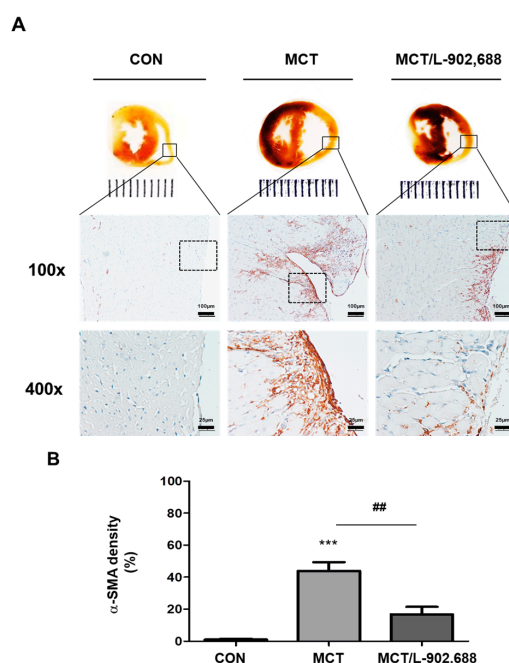 A
CON MCT MCT/L-902,688
100x
100µm 100µm 100µm
400x
25µm 25µm 25µm
B
100
80
60
40
20
0
α-SMA density
(%)
##
***
CON MCT MCT/L-902,688